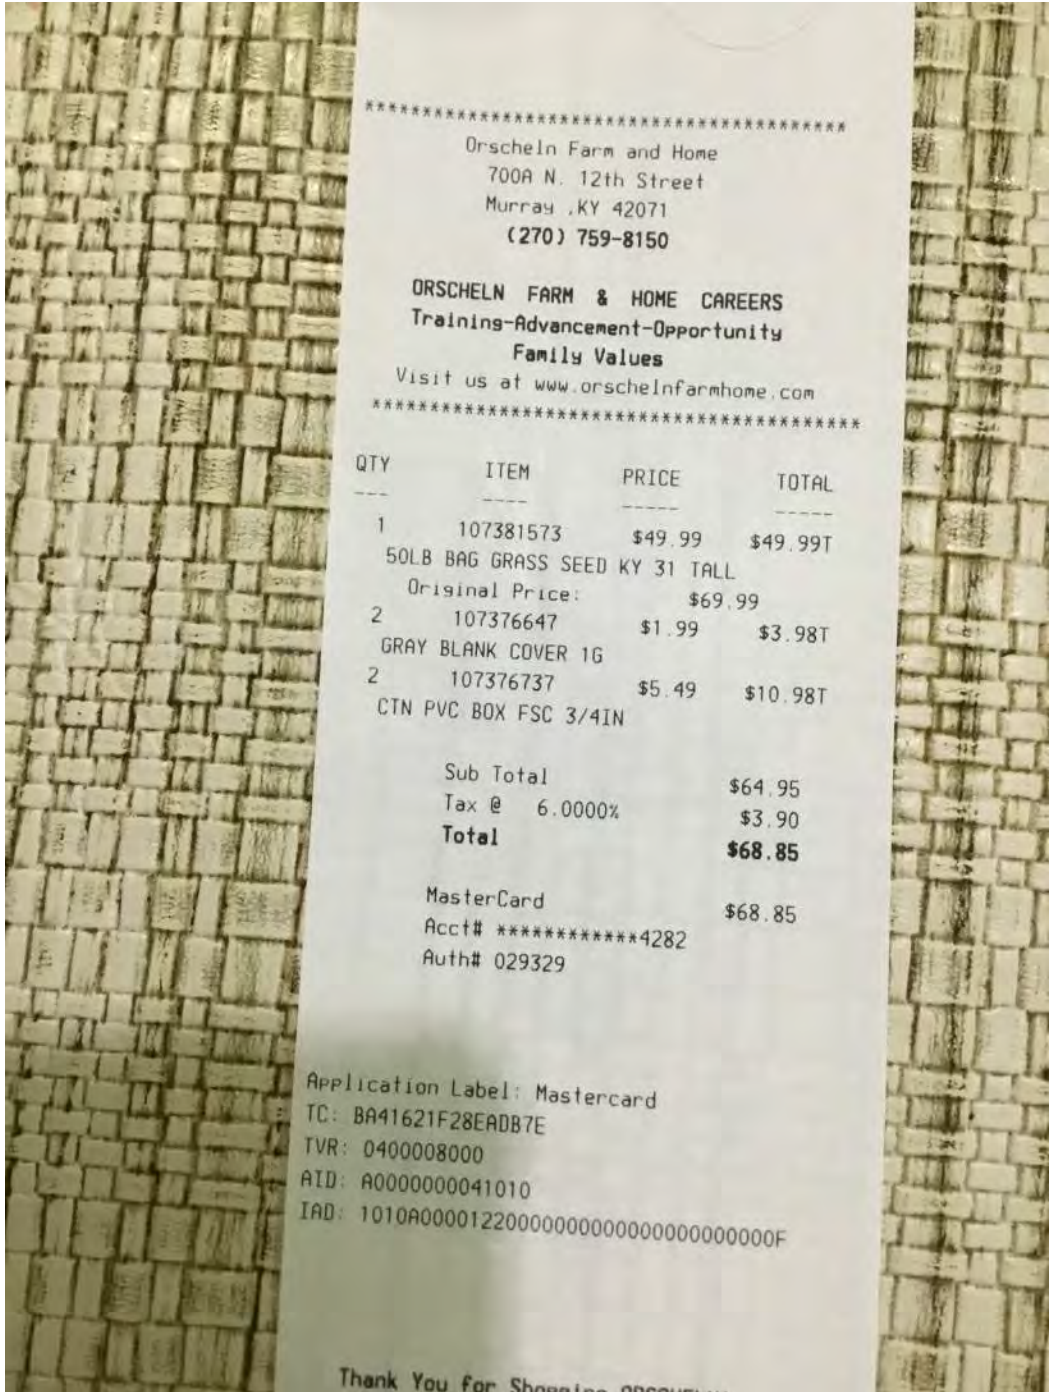 ******************************************
Orscheln Farm and Home
700A N. 12th Street
Murray ,KY 42071
(270) 759-8150
ORSCHELN FARM & HOME CAREERS
Training-Advancement-Opportunity
Family Values
Visit us at www.orschelnfarmhome.com
******************************************
QTY ITEM PRICE TOTAL
--- ---- ----- -----
1 107381573 $49.99 $49.99T
50LB BAG GRASS SEED KY 31 TALL
Original Price: $69.99
2 107376647 $1.99 $3.98T
GRAY BLANK COVER 1G
2 107376737 $5.49 $10.98T
CTN PVC BOX FSC 3/4IN
Sub Total $64.95
Tax @ 6.0000% $3.90
Total $68.85
MasterCard $68.85
Acct# ************4282
Auth# 029329
Application Label: Mastercard
TC: BA41621F28EADB7E
TVR: 0400008000
AID: A0000000041010
IAD:
Thank You For Shopping